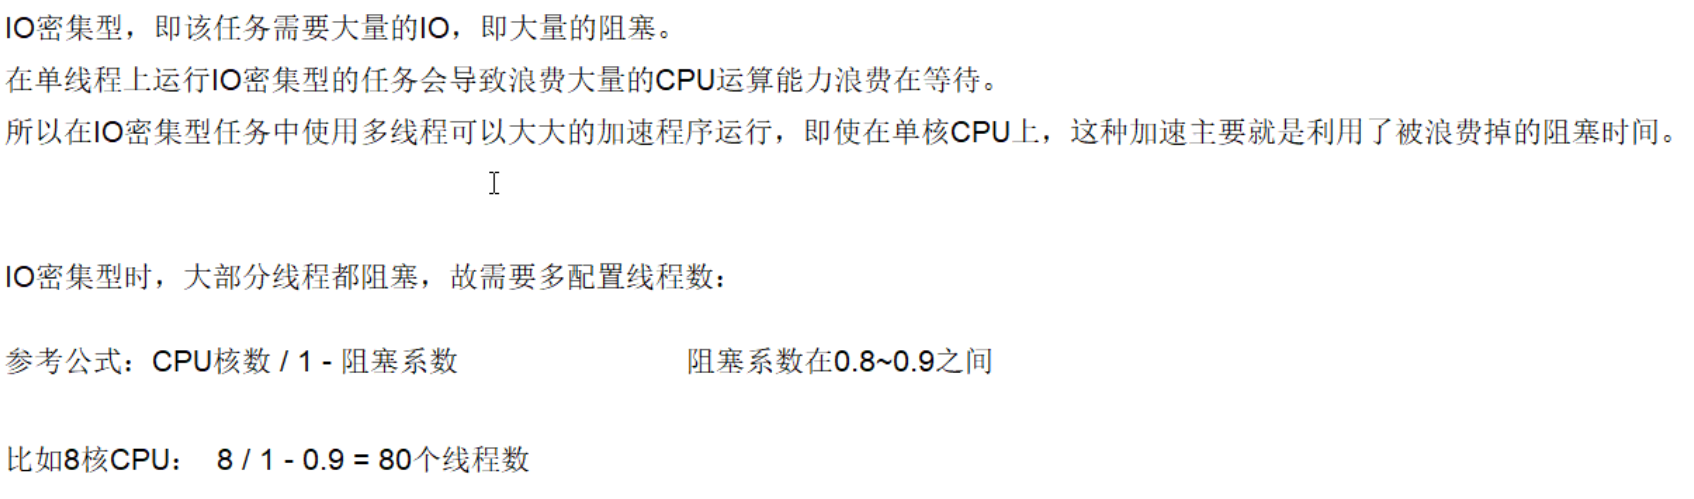 IO密集型，即该任务需要大量的IO，即大量的阻塞。
在单线程上运行IO密集型的任务会导致浪费大量的CPU运算能力浪费在等待。
所以在IO密集型任务中使用多线程可以大大的加速程序运行，即使在单核CPU上，这种加速主要就是利用了被浪费掉的阻塞时间。
IO密集型时，大部分线程都阻塞，故需要多配置线程数：
参考公式：CPU核数 / 1 - 阻塞系数 阻塞系数在0.8~0.9之间
比如8核CPU： 8 / 1 - 0.9 = 80个线程数